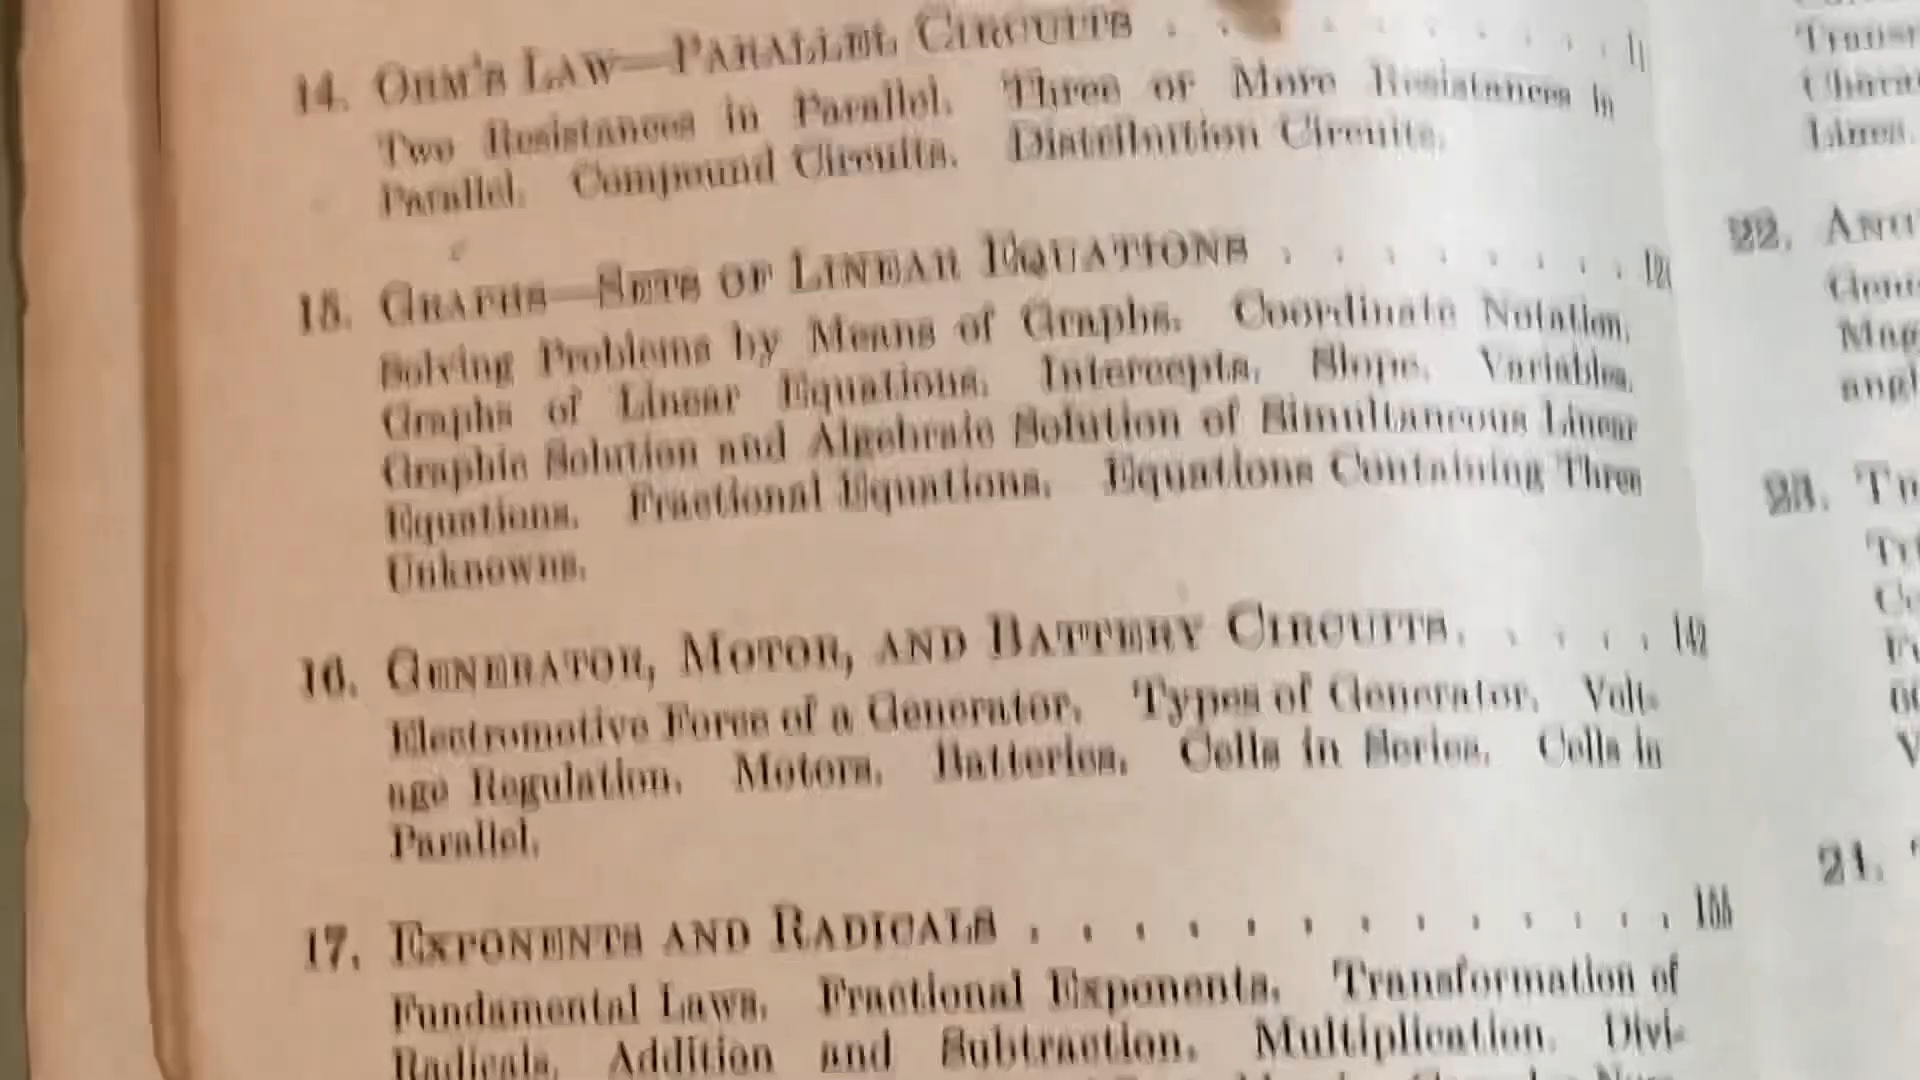 14. OHM'S LAW—PARALLEL CIRCUITS . . . . . . . . .
Two Resistances in Parallel. Three or More Resistances in
Parallel. Compound Circuits. Distribution Circuits.
15. GRAPHS—SETS OF LINEAR EQUATIONS . . . . . . .
Solving Problems by Means of Graphs. Coordinate Notation.
Graphs of Linear Equations. Intercepts. Slope. Variables.
Graphic Solution and Algebraic Solution of Simultaneous Linear
Equations. Fractional Equations. Equations Containing Three
Unknowns.
16. GENERATOR, MOTOR, AND BATTERY CIRCUITS. . . . . 142
Electromotive Force of a Generator. Types of Generator. Volt-
age Regulation. Motors. Batteries. Cells in Series. Cells in
Parallel.
17. EXPONENTS AND RADICALS . . . . . . . . . . . . . 155
Fundamental Laws. Fractional Exponents. Transformation of
Radicals. Addition and Subtraction. Multiplication. Divi-
Lines.
22.
23.
24.